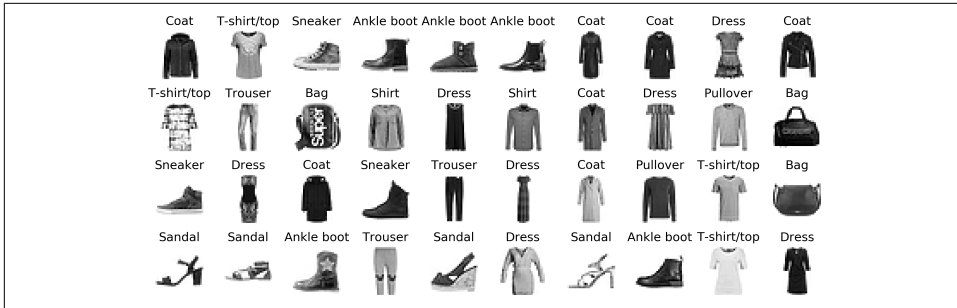 Coat T-shirt/top Sneaker Ankle boot Ankle boot Ankle boot Coat Coat Dress Coat
T-shirt/top Trouser Bag Shirt Dress Shirt Coat Dress Pullover Bag
Super
Sneaker Dress Coat Sneaker Trouser Dress Coat Pullover T-shirt/top Bag
Sandal Sandal Ankle boot Trouser Sandal Dress Sandal Ankle boot T-shirt/top Dress